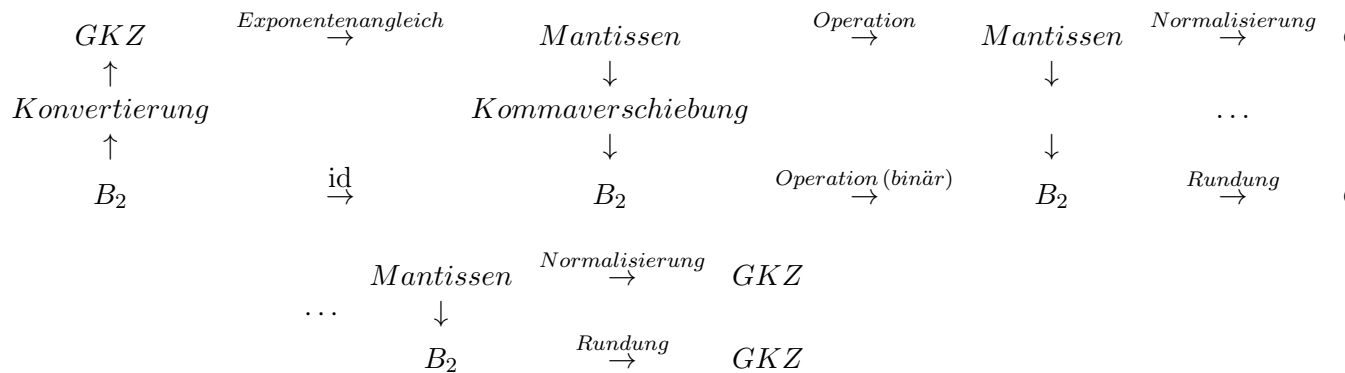 GKZ Exponentenangleich → Mantissen Operation → Mantissen Normalisierung →
↑ ↓ ↓
Konvertierung Kommaverschiebung ...
↑ ↓ ↓
B₂ id → B₂ Operation (binär) → B₂ Rundung →
Mantissen Normalisierung → GKZ
... ↓
B₂ Rundung → GKZ